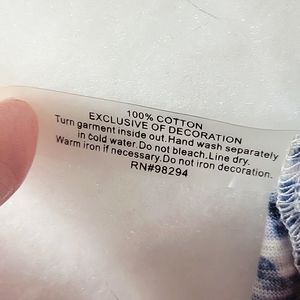 100% COTTON
EXCLUSIVE OF DECORATION
Turn garment inside out.Hand wash separately
in cold water.Do not bleach.Line dry.
Warm iron if necessary.Do not iron decoration.
RN#98294